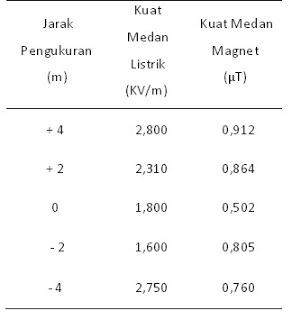 Jarak Pengukuran (m) Kuat Medan Listrik (KV/m) Kuat Medan Magnet (µT)
+ 4 2,800 0,912
+ 2 2,310 0,864
0 1,800 0,502
- 2 1,600 0,805
- 4 2,750 0,760